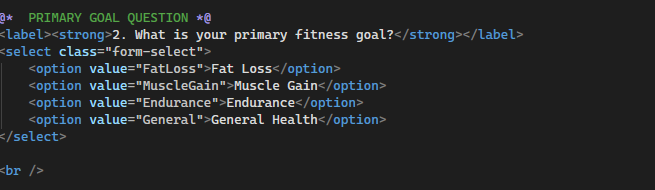 @*  PRIMARY GOAL QUESTION *@
<label><strong>2. What is your primary fitness goal?</strong></label>
<select class="form-select">
    <option value="FatLoss">Fat Loss</option>
    <option value="MuscleGain">Muscle Gain</option>
    <option value="Endurance">Endurance</option>
    <option value="General">General Health</option>
</select>

<br />